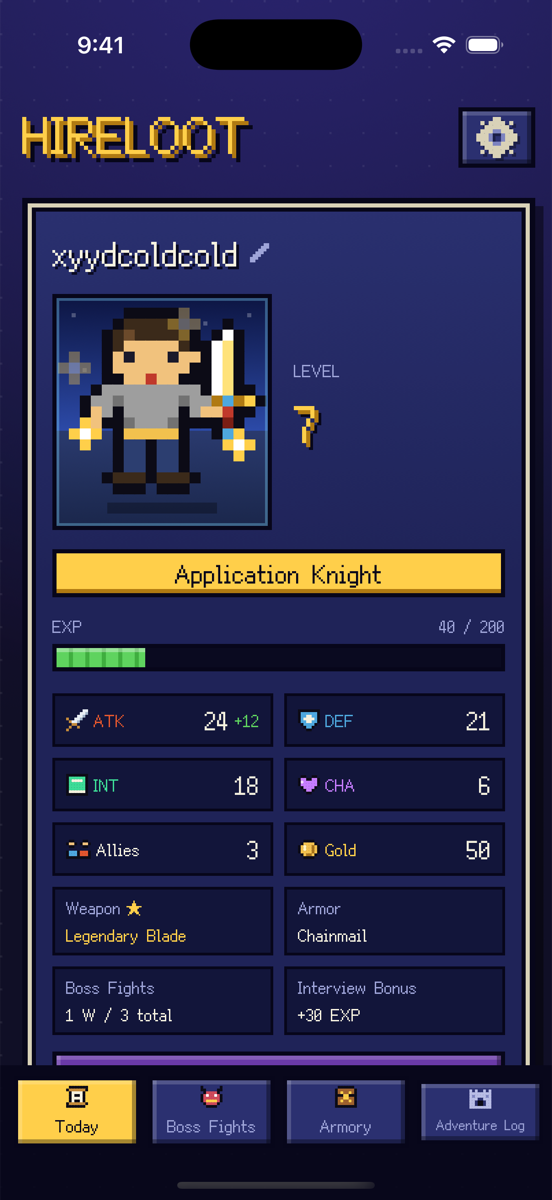 9:41
HIRELOOT
xyydcoldcold
LEVEL
7
Application Knight
EXP 40 / 200
ATK 24 +12 DEF 21
INT 18 CHA 6
Allies 3 Gold 50
Weapon Armor
Legendary Blade Chainmail
Boss Fights Interview Bonus
1 W / 3 total +30 EXP
Today Boss Fights Armory Adventure Log